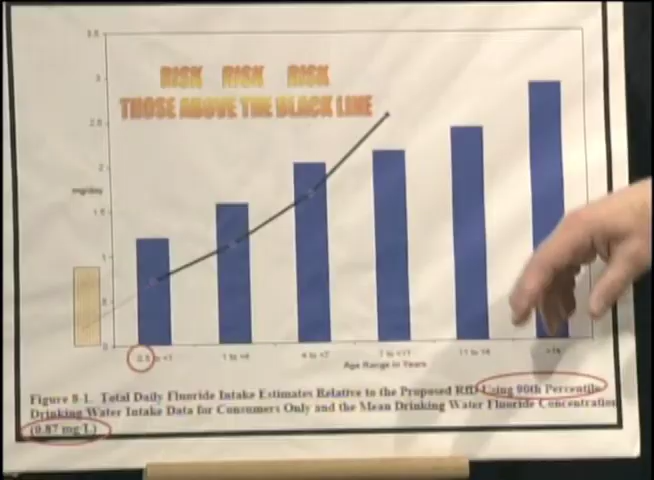 3.5
RISK RISK RISK
3
THOSE ABOVE THE BLACK LINE
2.5
2
mg/day
1.5
1
0.5 to <1 1 to <4 4 to <7 7 to <11 11 to 14 >14
Age Range in Years
Figure 8-1. Total Daily Fluoride Intake Estimates Relative to the Proposed RfD Using 90th Percentile
Drinking Water Intake Data for Consumers Only and the Mean Drinking Water Fluoride Concentration
(0.87 mg/L)